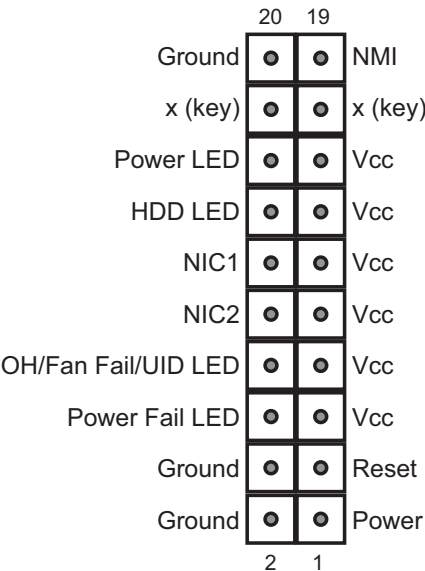 20 19
Ground NMI
x (key) x (key)
Power LED Vcc
HDD LED Vcc
NIC1 Vcc
NIC2 Vcc
OH/Fan Fail/UID LED Vcc
Power Fail LED Vcc
Ground Reset
Ground Power
2 1